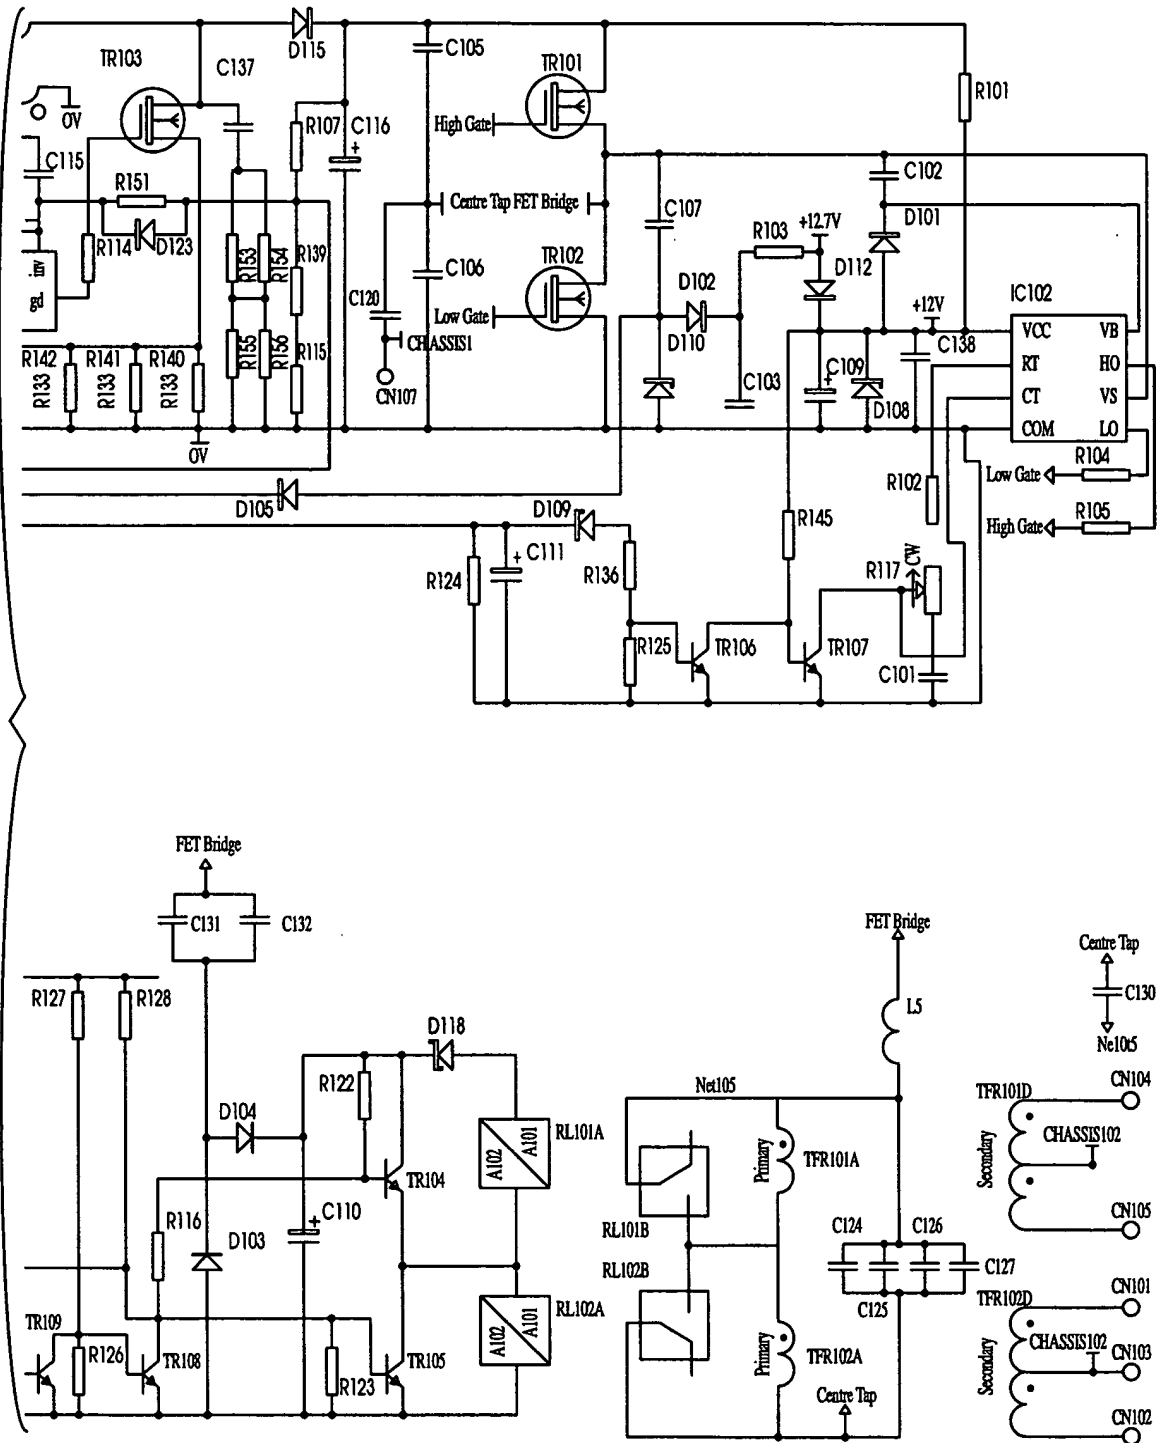 D115
TR103
C137
C105
TR101
R101
0V
R107
C116
High Gate
+
C115
R151
Centre Tap FET Bridge
C102
C107
D101
R103
+12.7V
R114
D123
R153
R154
R139
C106
TR102
D102
D112
IC102
inv
gd
C120
Low Gate
D110
+12V
VCC
VB
CHASSIS1
C138
R142
R141
R140
R155
R156
R115
RT
HO
+
C109
R133
R133
R133
CN107
C103
D108
CT
VS
COM
LO
0V
R104
Low Gate
R102
D105
D109
R105
High Gate
R145
+
C111
R124
R136
R117
CW
R125
TR106
TR107
C101
FET Bridge
C131
C132
FET Bridge
Centre Tap
C130
R127
R128
L5
D118
Ne10t5
R122
Net105
CN104
TFR101D
D104
RL101A
A102
A101
Primary
TFR101A
CHASSIS102
Secondary
TR104
R116
+
C110
CN105
D103
RL101B
C124
C126
RL102B
C127
CN101
TFR102D
TR109
RL102A
A102
A101
C125
CHASSIS102
R126
TR108
TR105
Primary
TFR102A
Secondary
CN103
R123
Centre Tap
CN102